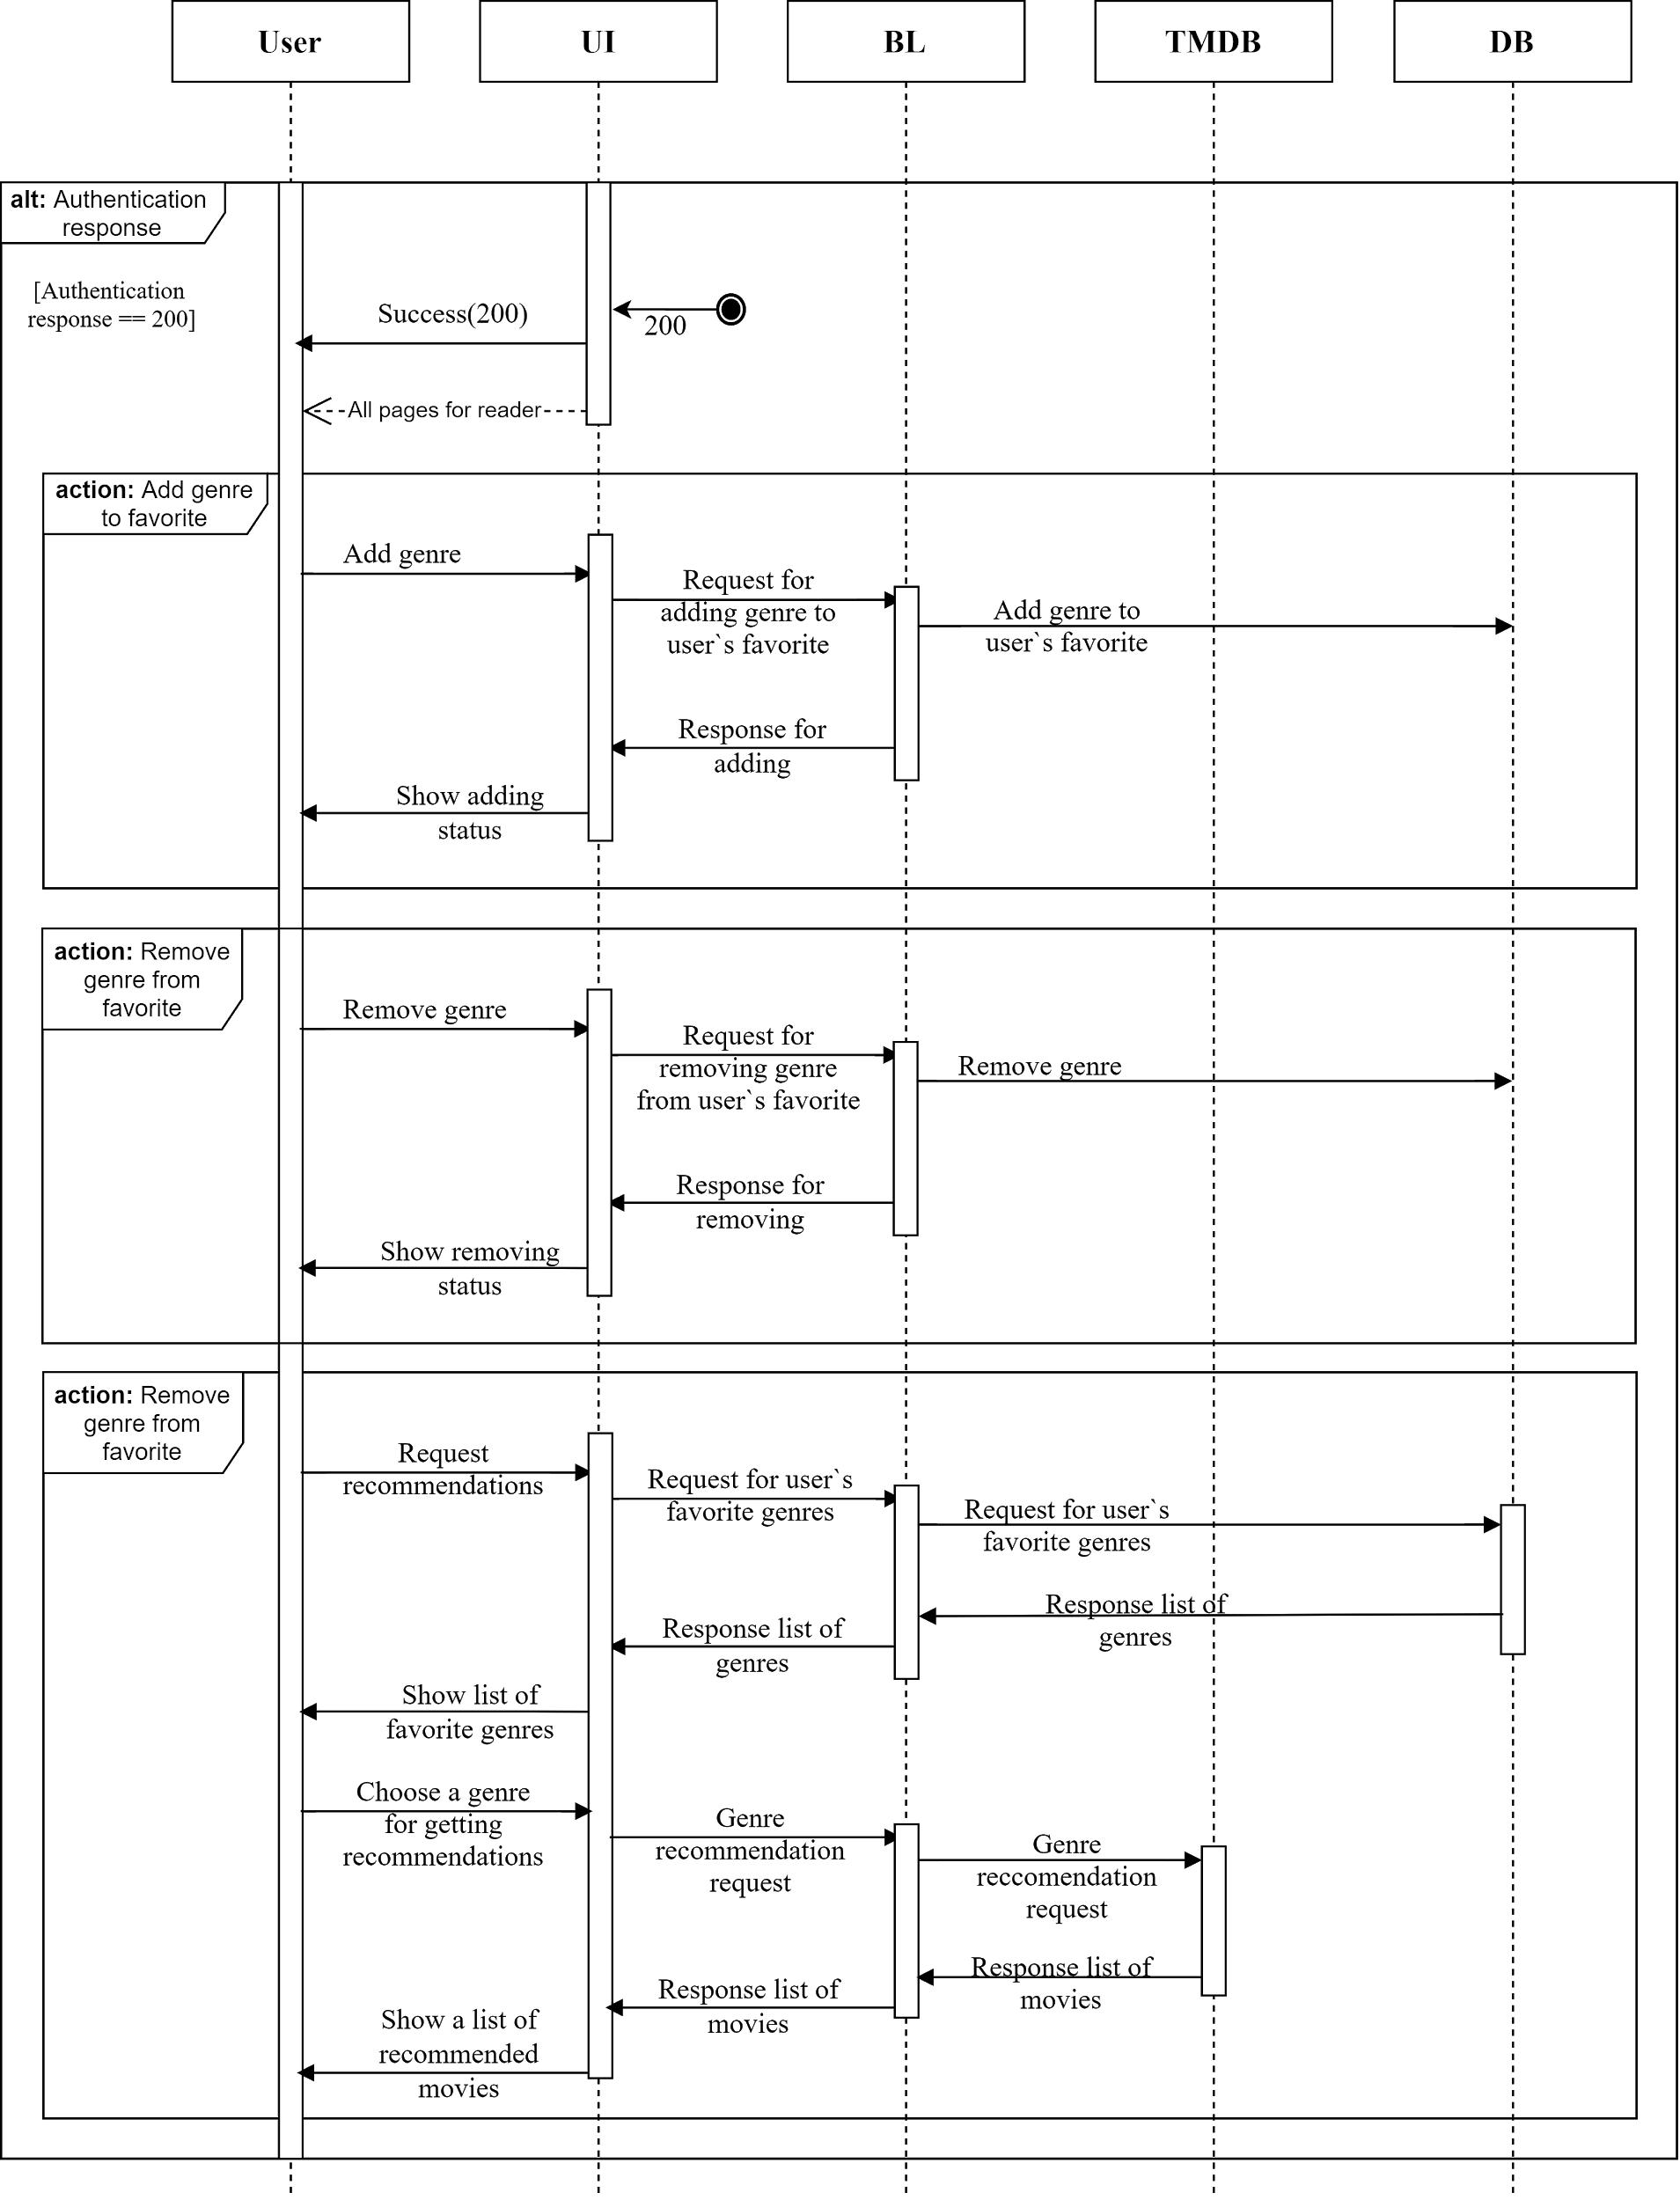 User
UI
BL
TMDB
DB
alt: Authentication
response
[Authentication
response == 200]
Success(200)
200
All pages for reader
action: Add genre
to favorite
Add genre
Request for
adding genre to
user`s favorite
Add genre to
user`s favorite
Response for
adding
Show adding
status
action: Remove
genre from
favorite
Remove genre
Request for
removing genre
from user`s favorite
Remove genre
Response for
removing
Show removing
status
action: Remove
genre from
favorite
Request
recommendations
Request for user`s
favorite genres
Request for user`s
favorite genres
Response list of
genres
Response list of
genres
Show list of
favorite genres
Choose a genre
for getting
recommendations
Genre
recommendation
request
Genre
reccomendation
request
Response list of
movies
Response list of
movies
Show a list of
recommended
movies